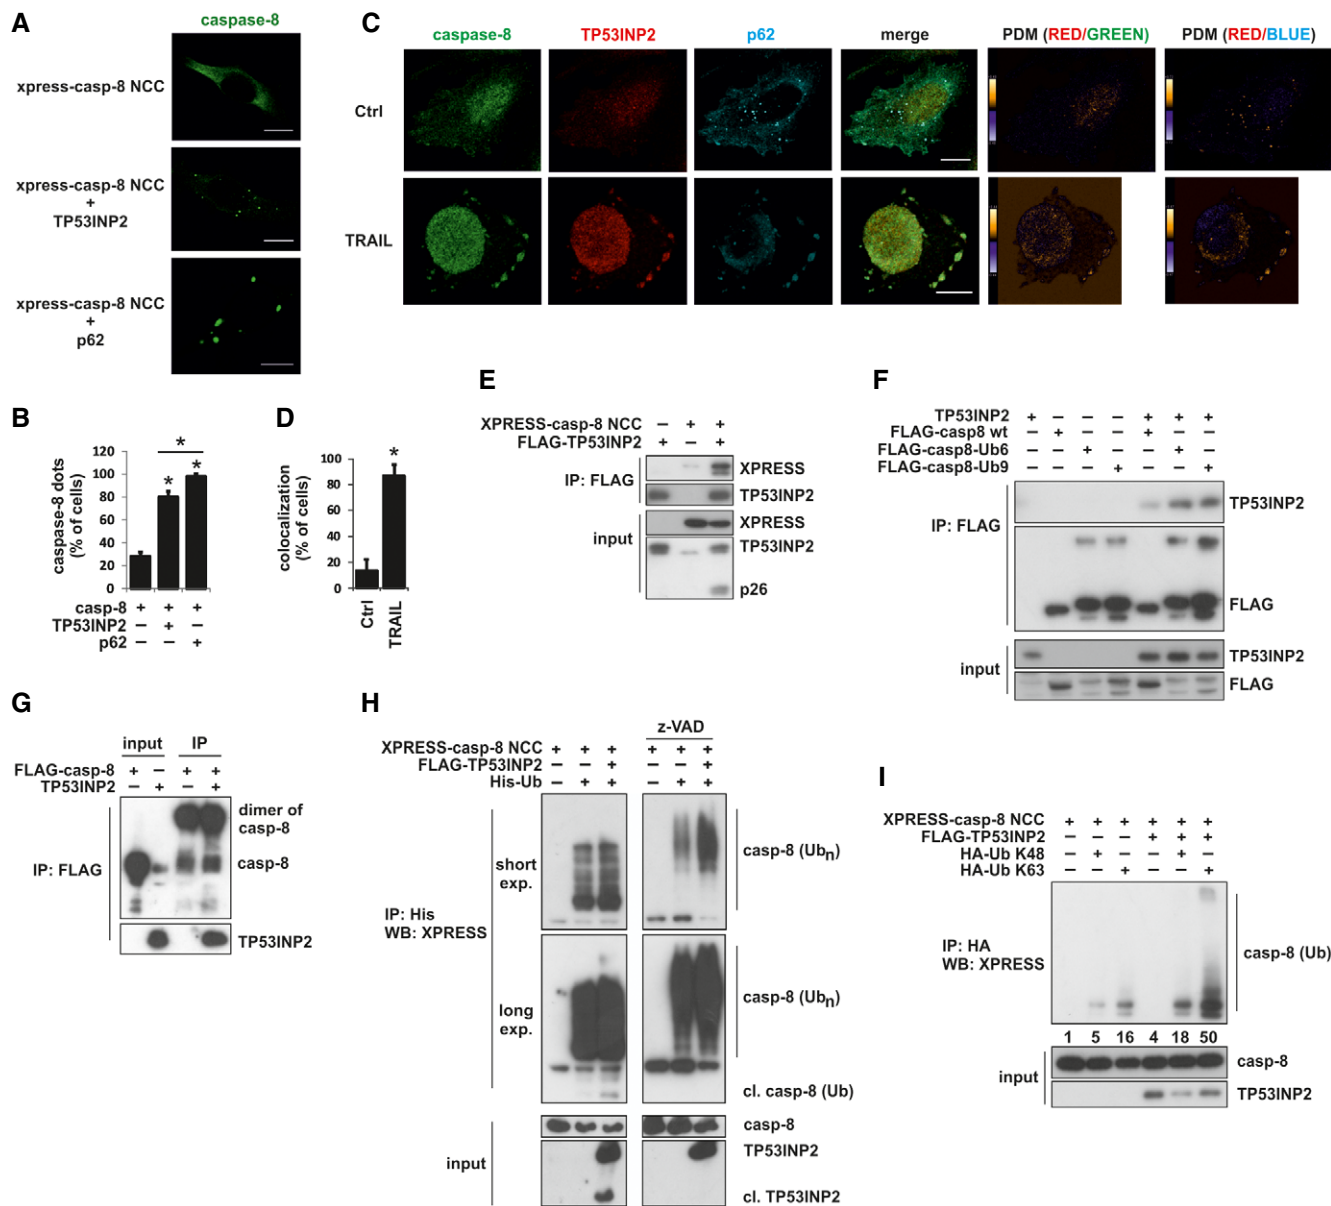 A
caspase-8
xpress-casp-8 NCC
xpress-casp-8 NCC
+
TP53INP2
xpress-casp-8 NCC
+
p62
C
caspase-8 TP53INP2 p62 merge PDM (RED/GREEN) PDM (RED/BLUE)
Ctrl
TRAIL
B
caspase-8 dots
(% of cells)
120
100
80
60
40
20
0
* * *
casp-8 + + +
TP53INP2 – + –
p62 – – +
D
colocalization
(% of cells)
100
80
60
40
20
0
*
Ctrl
TRAIL
E
XPRESS-casp-8 NCC – + +
FLAG-TP53INP2 + – +
IP: FLAG
XPRESS
TP53INP2
input
XPRESS
TP53INP2
p26
F
TP53INP2 + – – – + + +
FLAG-casp8 wt – + – – + – –
FLAG-casp8-Ub6 – – + – – + –
FLAG-casp8-Ub9 – – – + – – +
IP: FLAG
TP53INP2
FLAG
input
TP53INP2
FLAG
G
input IP
FLAG-casp-8 + – + +
TP53INP2 – + – +
IP: FLAG
dimer of
casp-8
casp-8
TP53INP2
H
z-VAD
XPRESS-casp-8 NCC + + + + + +
FLAG-TP53INP2 – – + – – +
His-Ub – + + – + +
IP: His
WB: XPRESS
short
exp.
casp-8 (Ubn)
long
exp.
casp-8 (Ubn)
cl. casp-8 (Ub)
input
casp-8
TP53INP2
cl. TP53INP2
I
XPRESS-casp-8 NCC + + + + + +
FLAG-TP53INP2 – – – + + +
HA-Ub K48 – + – – + –
HA-Ub K63 – – + – – +
IP: HA
WB: XPRESS
casp-8 (Ub)
1 5 16 4 18 50
input
casp-8
TP53INP2